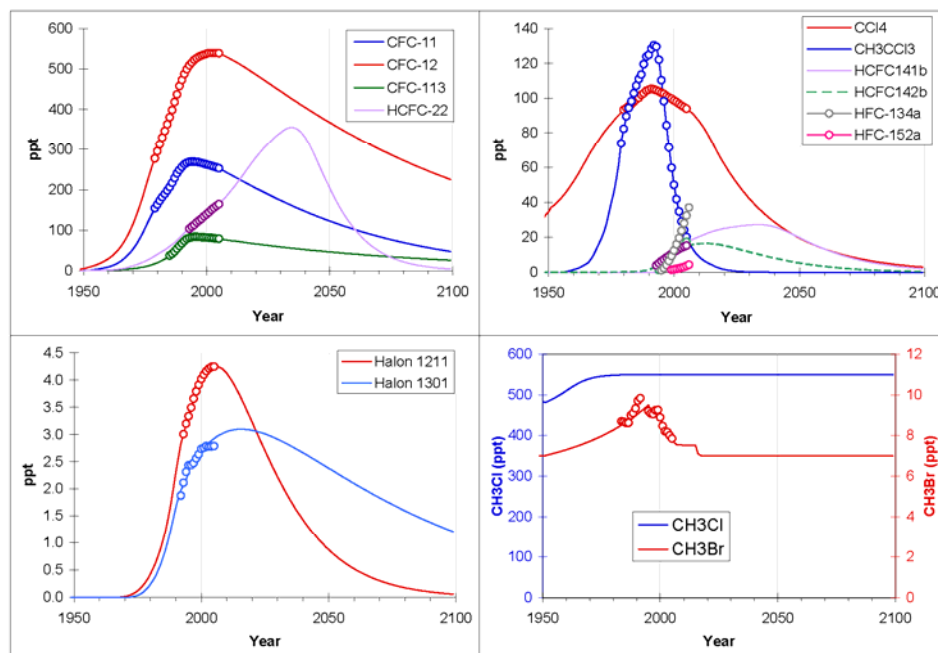 600
500
400
300
200
100
0
ppt
1950
2000
2050
2100
Year
CFC-11
CFC-12
CFC-113
HCFC-22
140
120
100
80
60
40
20
0
ppt
1950
2000
2050
2100
Year
CCl4
CH3CCl3
HCFC141b
HCFC142b
HFC-134a
HFC-152a
4.5
4.0
3.5
3.0
2.5
2.0
1.5
1.0
0.5
0.0
ppt
1950
2000
2050
2100
Year
Halon 1211
Halon 1301
600
500
400
300
200
100
0
CH3Cl (ppt)
12
10
8
6
4
2
0
CH3Br (ppt)
1950
2000
2050
2100
Year
CH3Cl
CH3Br